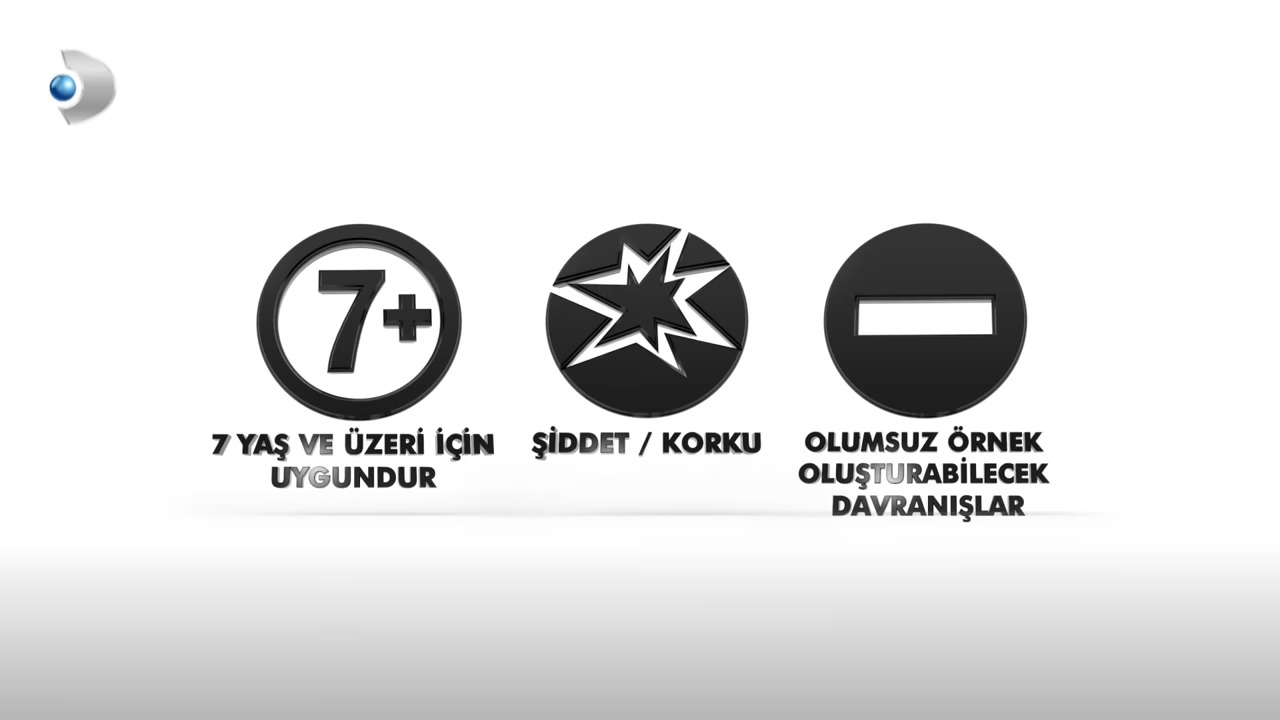 7+
7 YAŞ VE ÜZERİ İÇİN
UYGUNDUR
ŞİDDET / KORKU
OLUMSUZ ÖRNEK
OLUŞTURABİLECEK
DAVRANIŞLAR